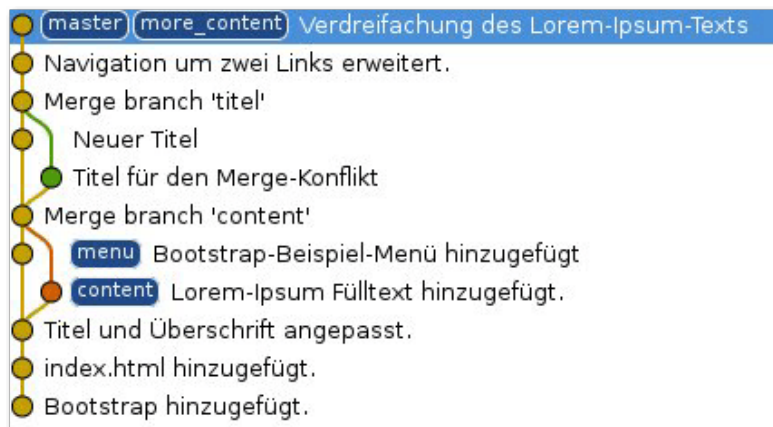 master more_content Verdreifachung des Lorem-Ipsum-Texts
Navigation um zwei Links erweitert.
Merge branch 'titel'
Neuer Titel
Titel für den Merge-Konflikt
Merge branch 'content'
menu Bootstrap-Beispiel-Menü hinzugefügt
content Lorem-Ipsum Fülltext hinzugefügt.
Titel und Überschrift angepasst.
index.html hinzugefügt.
Bootstrap hinzugefügt.